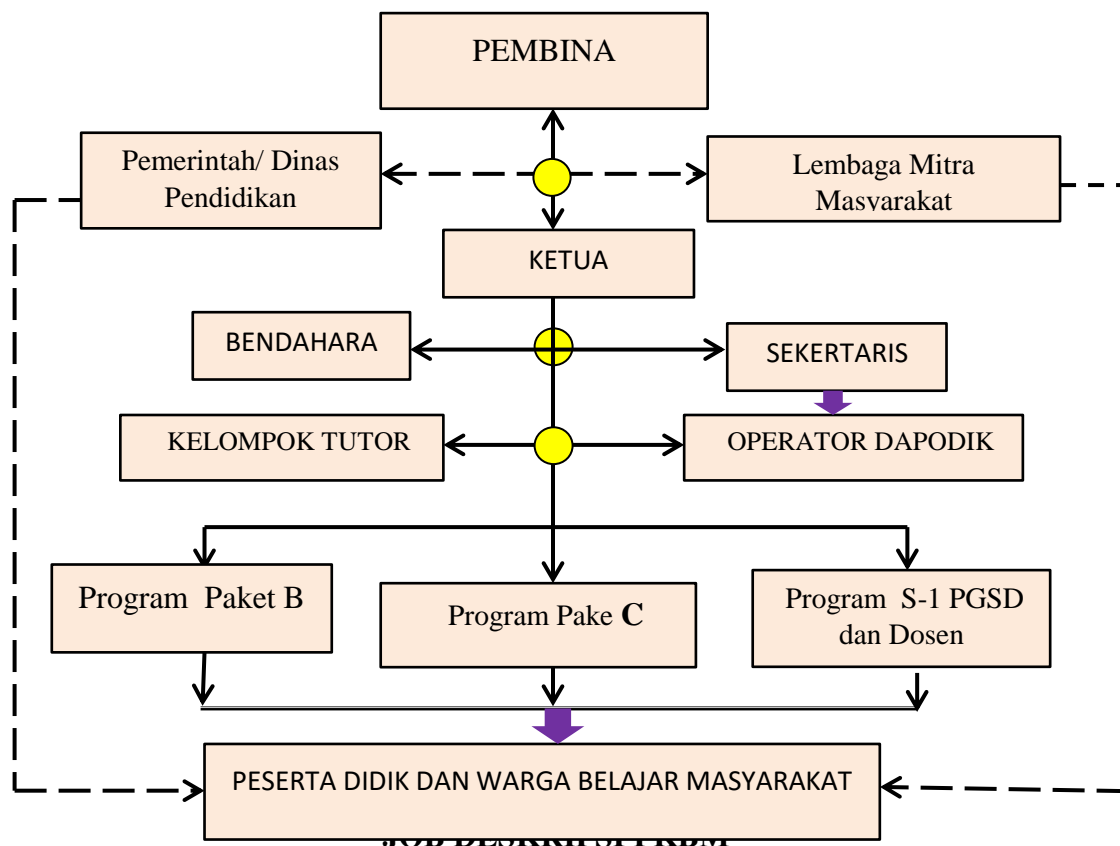 PEMBINA
Pemerintah/ Dinas
Pendidikan
Lembaga Mitra
Masyarakat
KETUA
BENDAHARA
SEKERTARIS
KELOMPOK TUTOR
OPERATOR DAPODIK
Program Paket B
Program Pake C
Program S-1 PGSD
dan Dosen
PESERTA DIDIK DAN WARGA BELAJAR MASYARAKAT